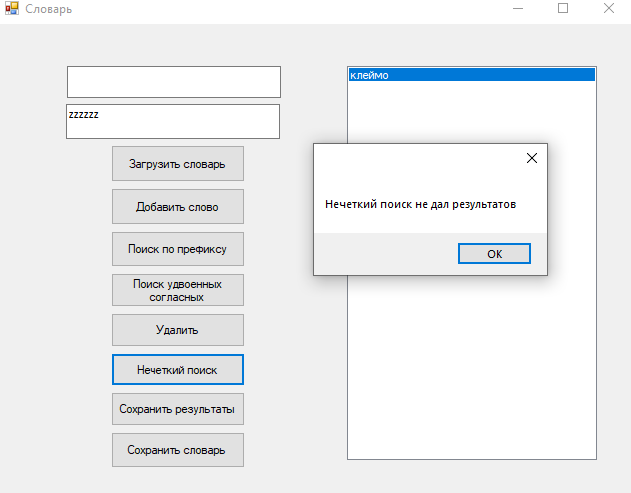 Словарь
zzzzzz
Загрузить словарь
Добавить слово
Поиск по префиксу
Поиск удвоенных
согласных
Удалить
Нечеткий поиск
Сохранить результаты
Сохранить словарь
клеймо
Нечеткий поиск не дал результатов
OK